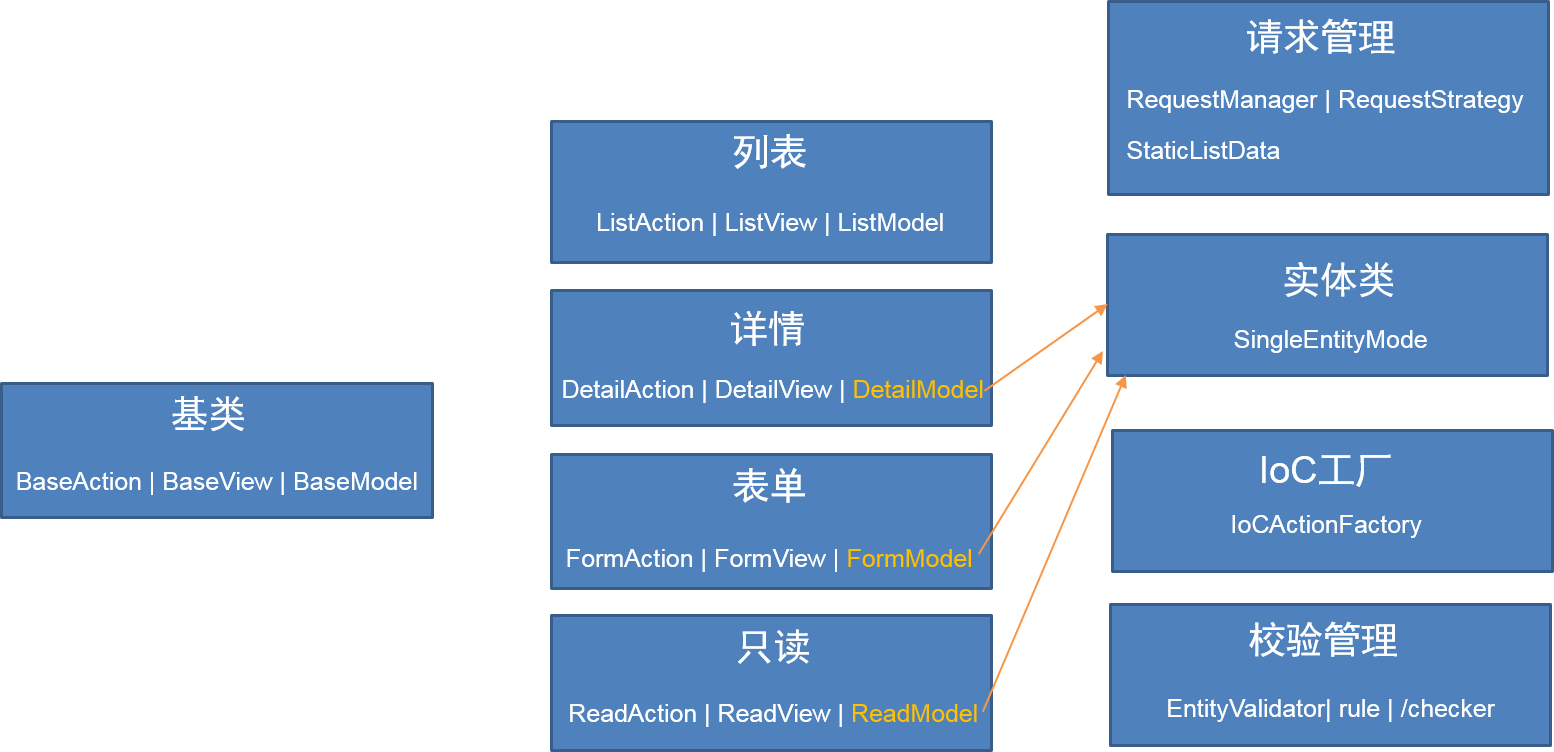 基类
BaseAction | BaseView | BaseModel
列表
ListAction | ListView | ListModel
详情
DetailAction | DetailView | DetailModel
表单
FormAction | FormView | FormModel
只读
ReadAction | ReadView | ReadModel
请求管理
RequestManager | RequestStrategy
StaticListData
实体类
SingleEntityMode
IoC工厂
IoCActionFactory
校验管理
EntityValidator| rule | /checker